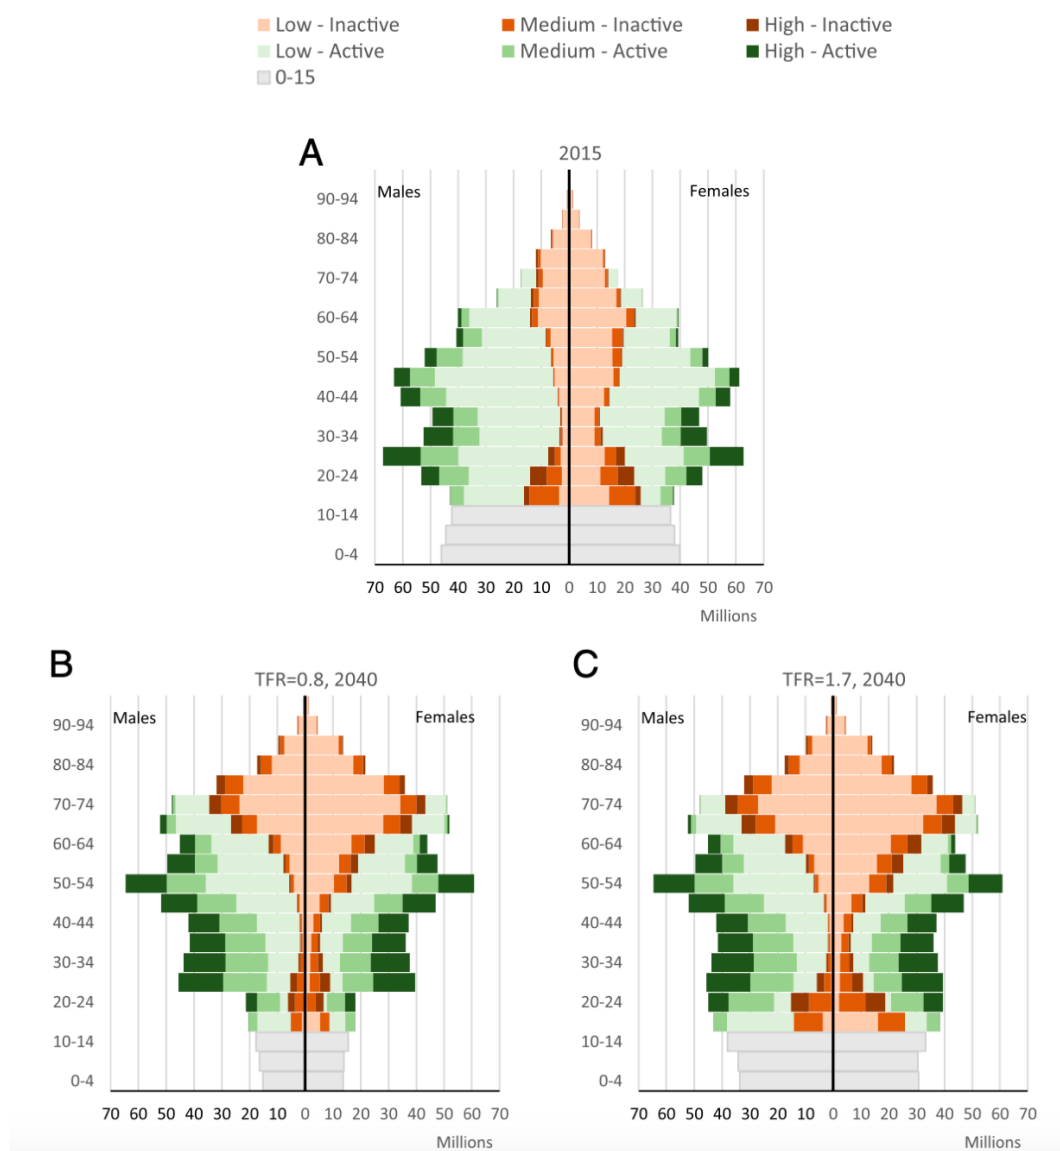 Low - Inactive Medium - Inactive High - Inactive
Low - Active Medium - Active High - Active
0-15
A
2015
Males Females
90-94
80-84
70-74
60-64
50-54
40-44
30-34
20-24
10-14
0-4
70 60 50 40 30 20 10 0 10 20 30 40 50 60 70
Millions
B
TFR=0.8, 2040
Males Females
90-94
80-84
70-74
60-64
50-54
40-44
30-34
20-24
10-14
0-4
70 60 50 40 30 20 10 0 10 20 30 40 50 60 70
Millions
C
TFR=1.7, 2040
Males Females
90-94
80-84
70-74
60-64
50-54
40-44
30-34
20-24
10-14
0-4
70 60 50 40 30 20 10 0 10 20 30 40 50 60 70
Millions